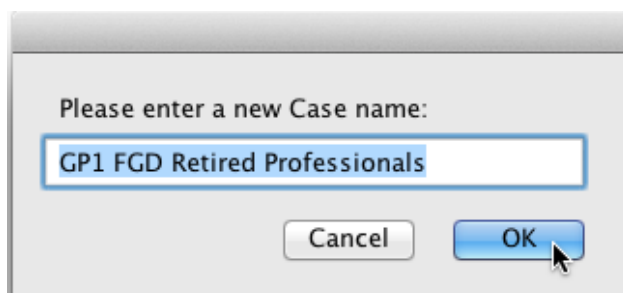 Please enter a new Case name:
GP1 FGD Retired Professionals
Cancel OK